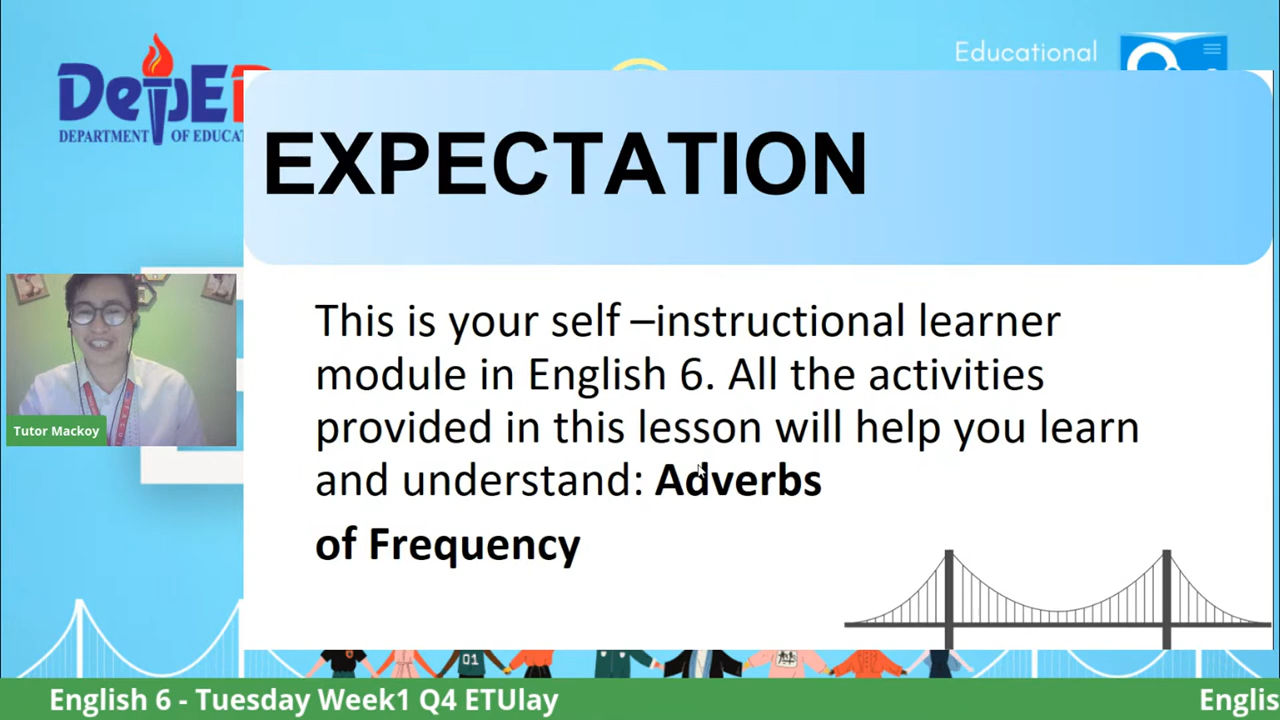 Educational
DepE
DEPARTMENT OF EDUCAT
EXPECTATION
This is your self –instructional learner
module in English 6. All the activities
provided in this lesson will help you learn
and understand: Adverbs
of Frequency
Tutor Mackoy
01
English 6 - Tuesday Week1 Q4 ETUlay
Englis